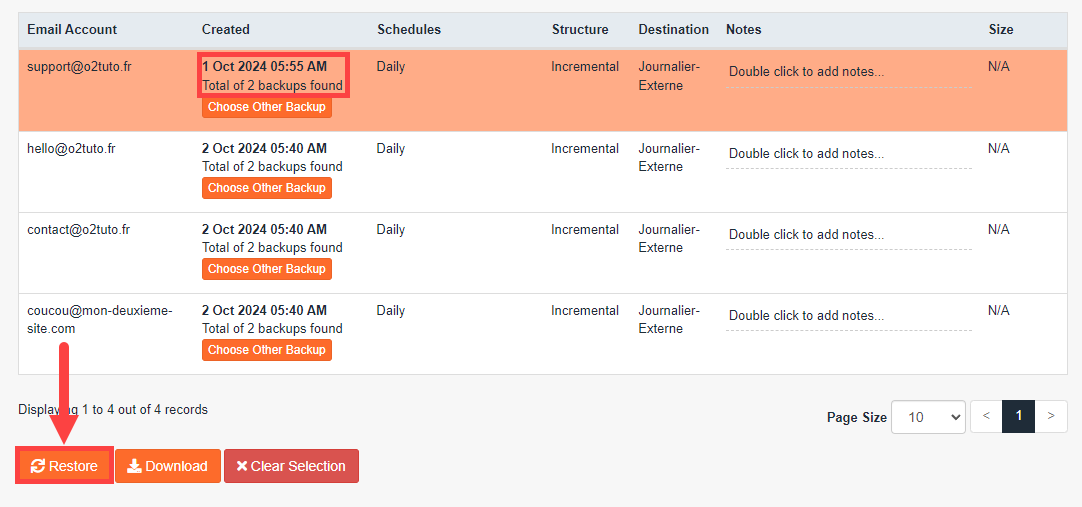 Email Account Created Schedules Structure Destination Notes Size
support@o2tuto.fr 1 Oct 2024 05:55 AM Daily Incremental Journalier- Double click to add notes... N/A
Total of 2 backups found Externe
Choose Other Backup
hello@o2tuto.fr 2 Oct 2024 05:40 AM Daily Incremental Journalier- Double click to add notes... N/A
Total of 2 backups found Externe
Choose Other Backup
contact@o2tuto.fr 2 Oct 2024 05:40 AM Daily Incremental Journalier- Double click to add notes... N/A
Total of 2 backups found Externe
Choose Other Backup
coucou@mon-deuxieme- 2 Oct 2024 05:40 AM Daily Incremental Journalier- Double click to add notes... N/A
site.com Total of 2 backups found Externe
Choose Other Backup
Displaying 1 to 4 out of 4 records
Page Size 10 < 1 >
Restore Download Clear Selection